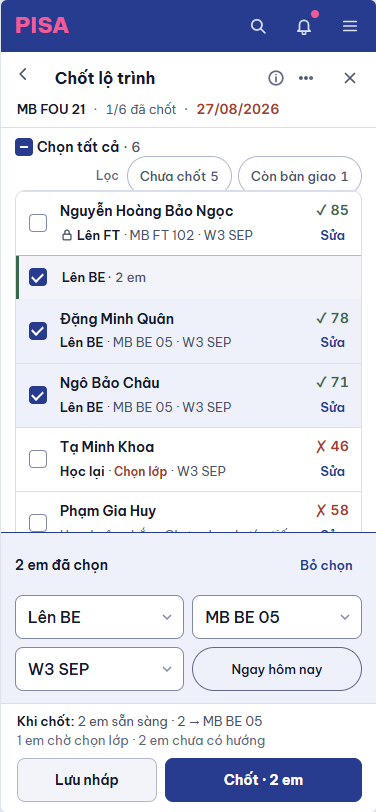 PISA
Chốt lộ trình
MB FOU 21 · 1/6 đã chốt · 27/08/2026
Chọn tất cả · 6
Lọc Chưa chốt 5 Còn bàn giao 1
Nguyễn Hoàng Bảo Ngọc ✓ 85
Lên FT · MB FT 102 · W3 SEP Sửa
Lên BE · 2 em
Đặng Minh Quân ✓ 78
Lên BE · MB BE 05 · W3 SEP Sửa
Ngô Bảo Châu ✓ 71
Lên BE · MB BE 05 · W3 SEP Sửa
Tạ Minh Khoa ✗ 46
Học lại · Chọn lớp · W3 SEP Sửa
Phạm Gia Huy ✗ 58
2 em đã chọn Bỏ chọn
Lên BE MB BE 05
W3 SEP Ngay hôm nay
Khi chốt: 2 em sẵn sàng · 2 → MB BE 05
1 em chờ chọn lớp · 2 em chưa có hướng
Lưu nháp Chốt · 2 em